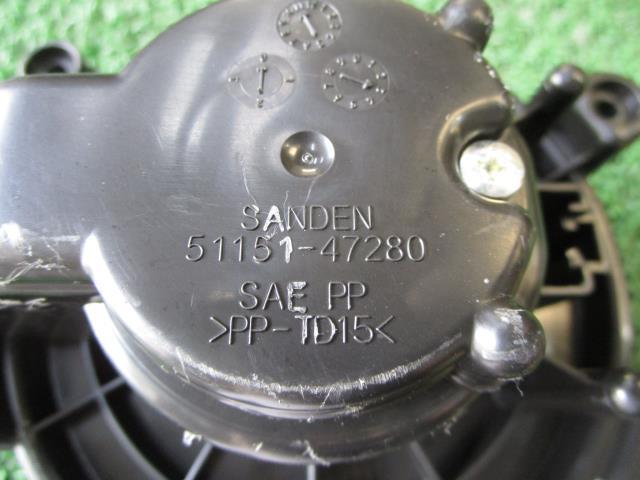 SANDEN
51151-47280
SAE PP
>PP-TD15<